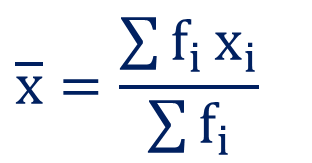 x̅ = ∑ fᵢ xᵢ / ∑ fᵢ